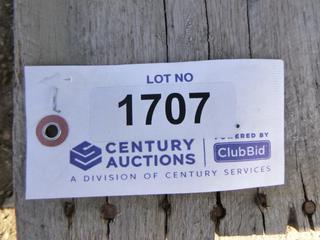 LOT NO
1707
CENTURY AUCTIONS
POWERED BY
ClubBid
A DIVISION OF CENTURY SERVICES